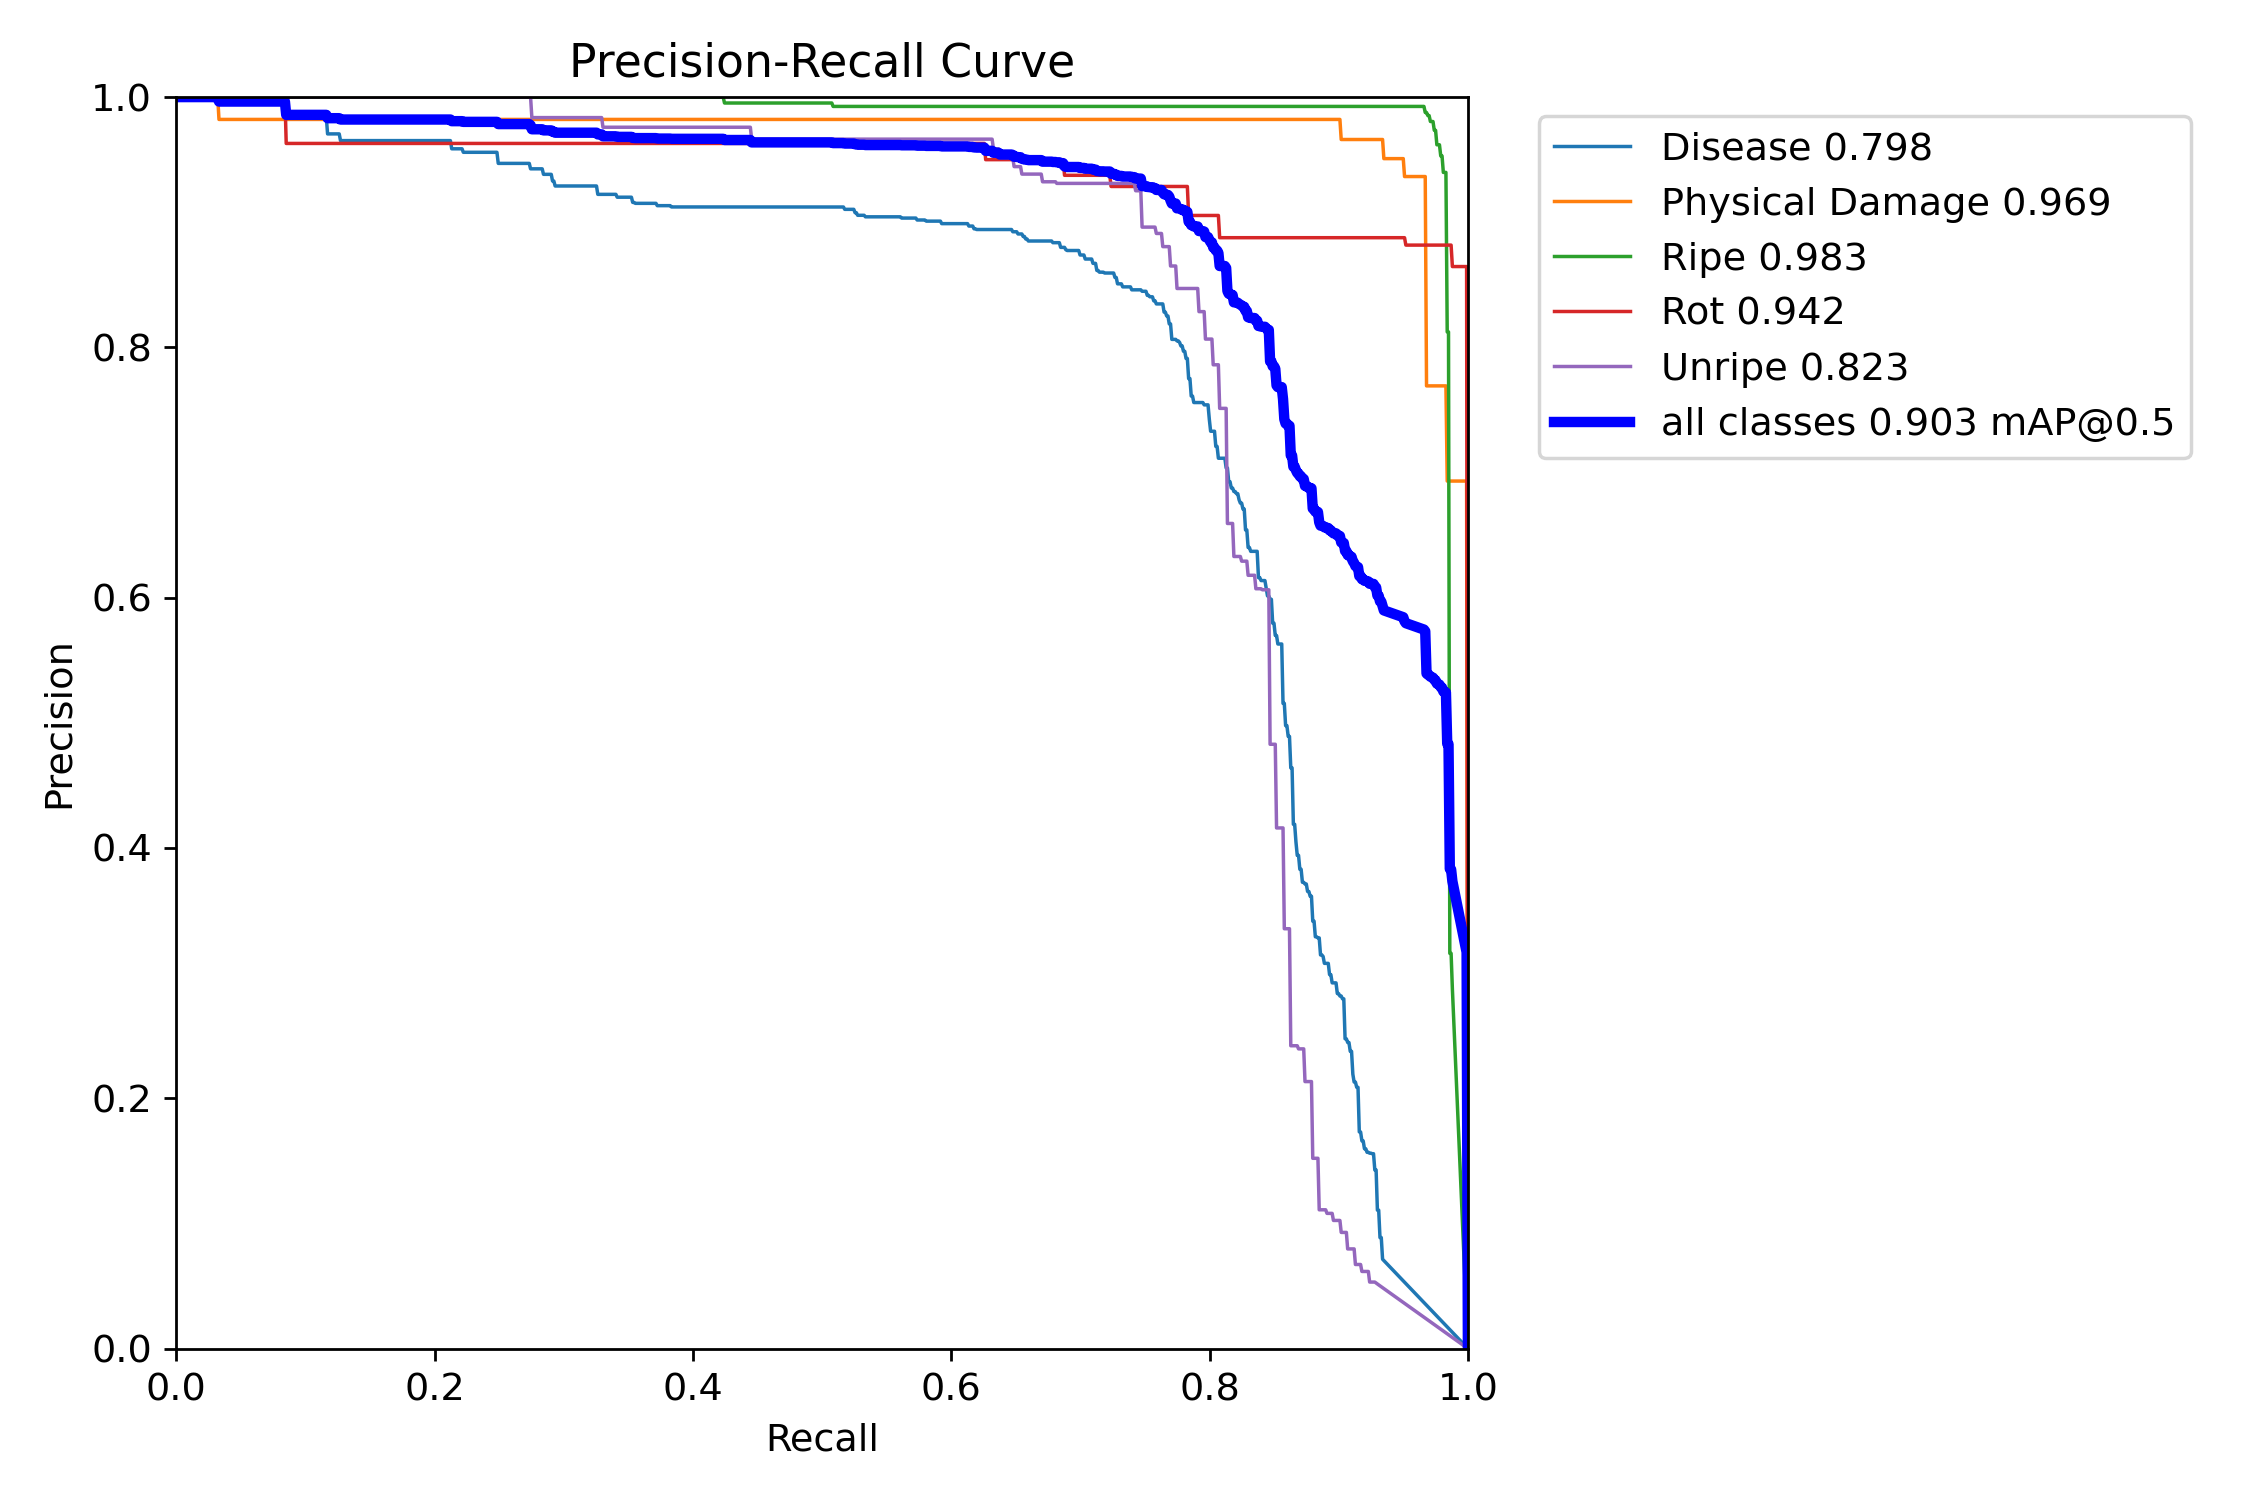 Precision-Recall Curve
1.0
0.8
0.6
0.4
0.2
0.0
Precision
0.0 0.2 0.4 0.6 0.8 1.0
Recall
Disease 0.798
Physical Damage 0.969
Ripe 0.983
Rot 0.942
Unripe 0.823
all classes 0.903 mAP@0.5